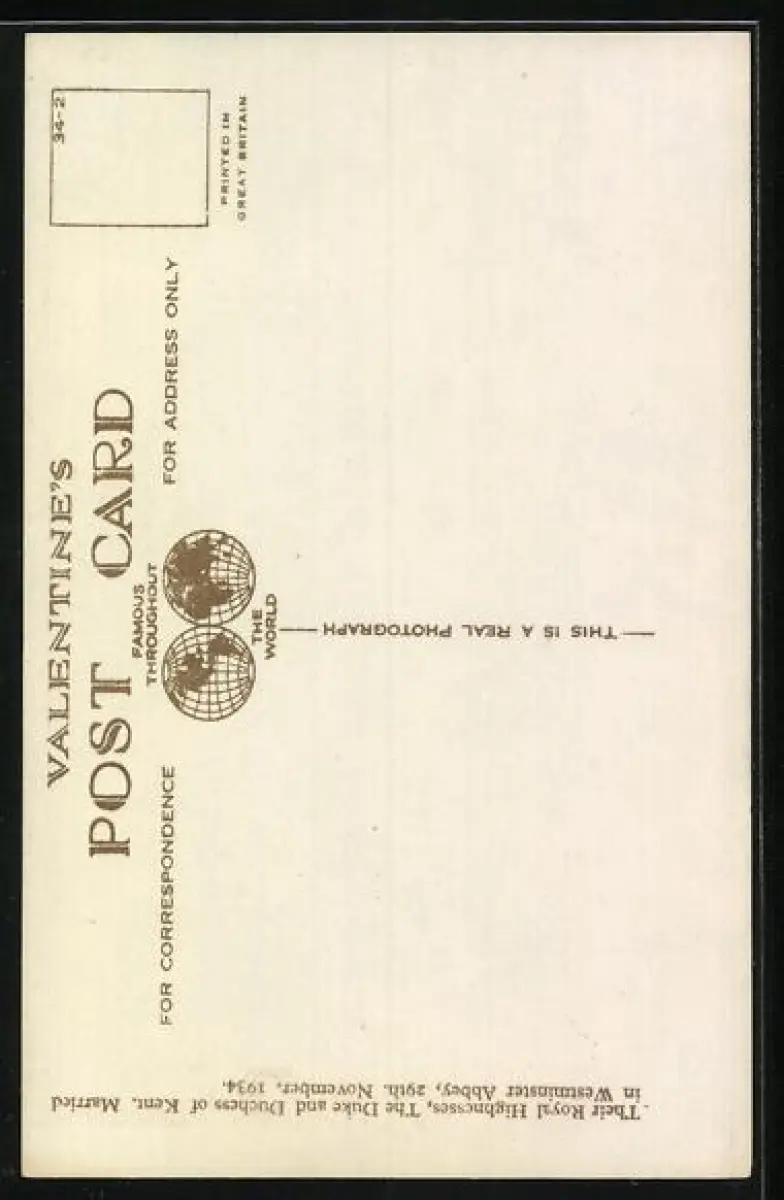 VALENTINE'S
POST CARD
FAMOUS
THROUGHOUT
THE
WORLD
FOR CORRESPONDENCE
FOR ADDRESS ONLY
34-2
PRINTED IN
GREAT BRITAIN
THIS IS A REAL PHOTOGRAPH
Their Royal Highnesses, The Duke and Duchess of Kent. Married
in Westminster Abbey, 29th. November, 1934.